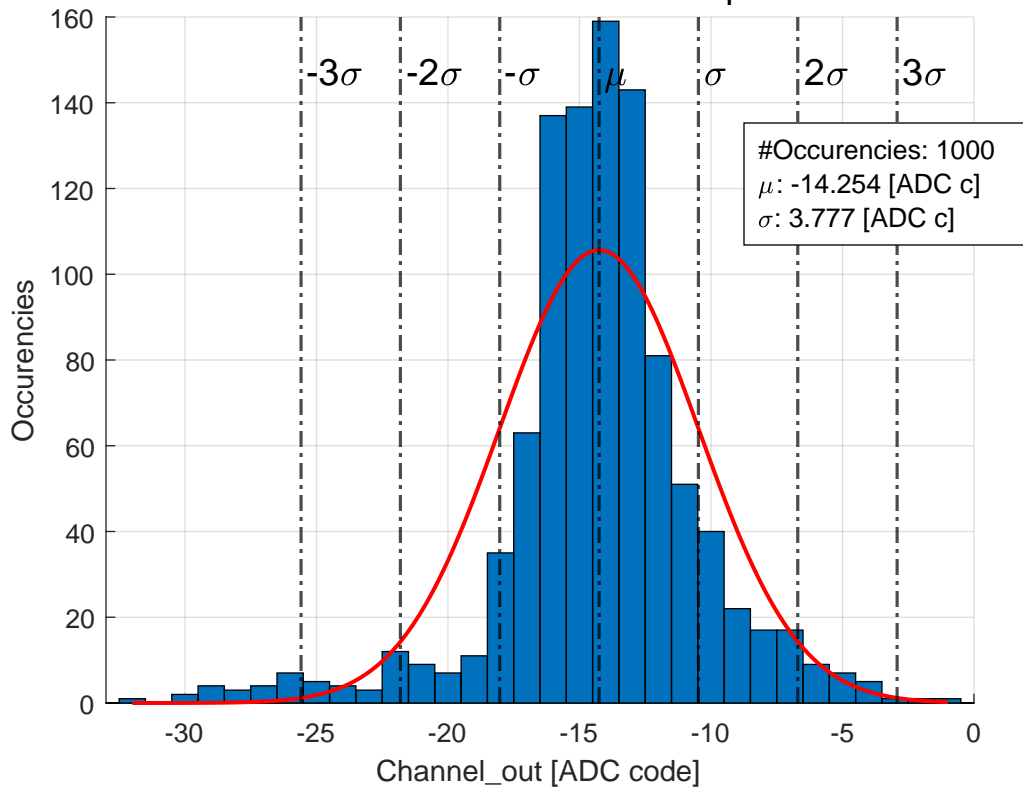 160
140
120
100
80
60
40
20
0
Occurencies
-3σ
-2σ
-σ
μ
σ
2σ
3σ
#Occurencies: 1000
μ: -14.254 [ADC c]
σ: 3.777 [ADC c]
-30
-25
-20
-15
-10
-5
0
Channel_out [ADC code]